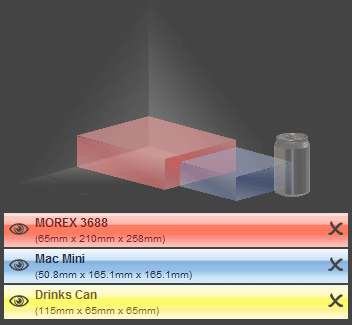 MOREX 3688
(65mm x 210mm x 258mm)
Mac Mini
(50.8mm x 165.1mm x 165.1mm)
Drinks Can
(115mm x 65mm x 65mm)